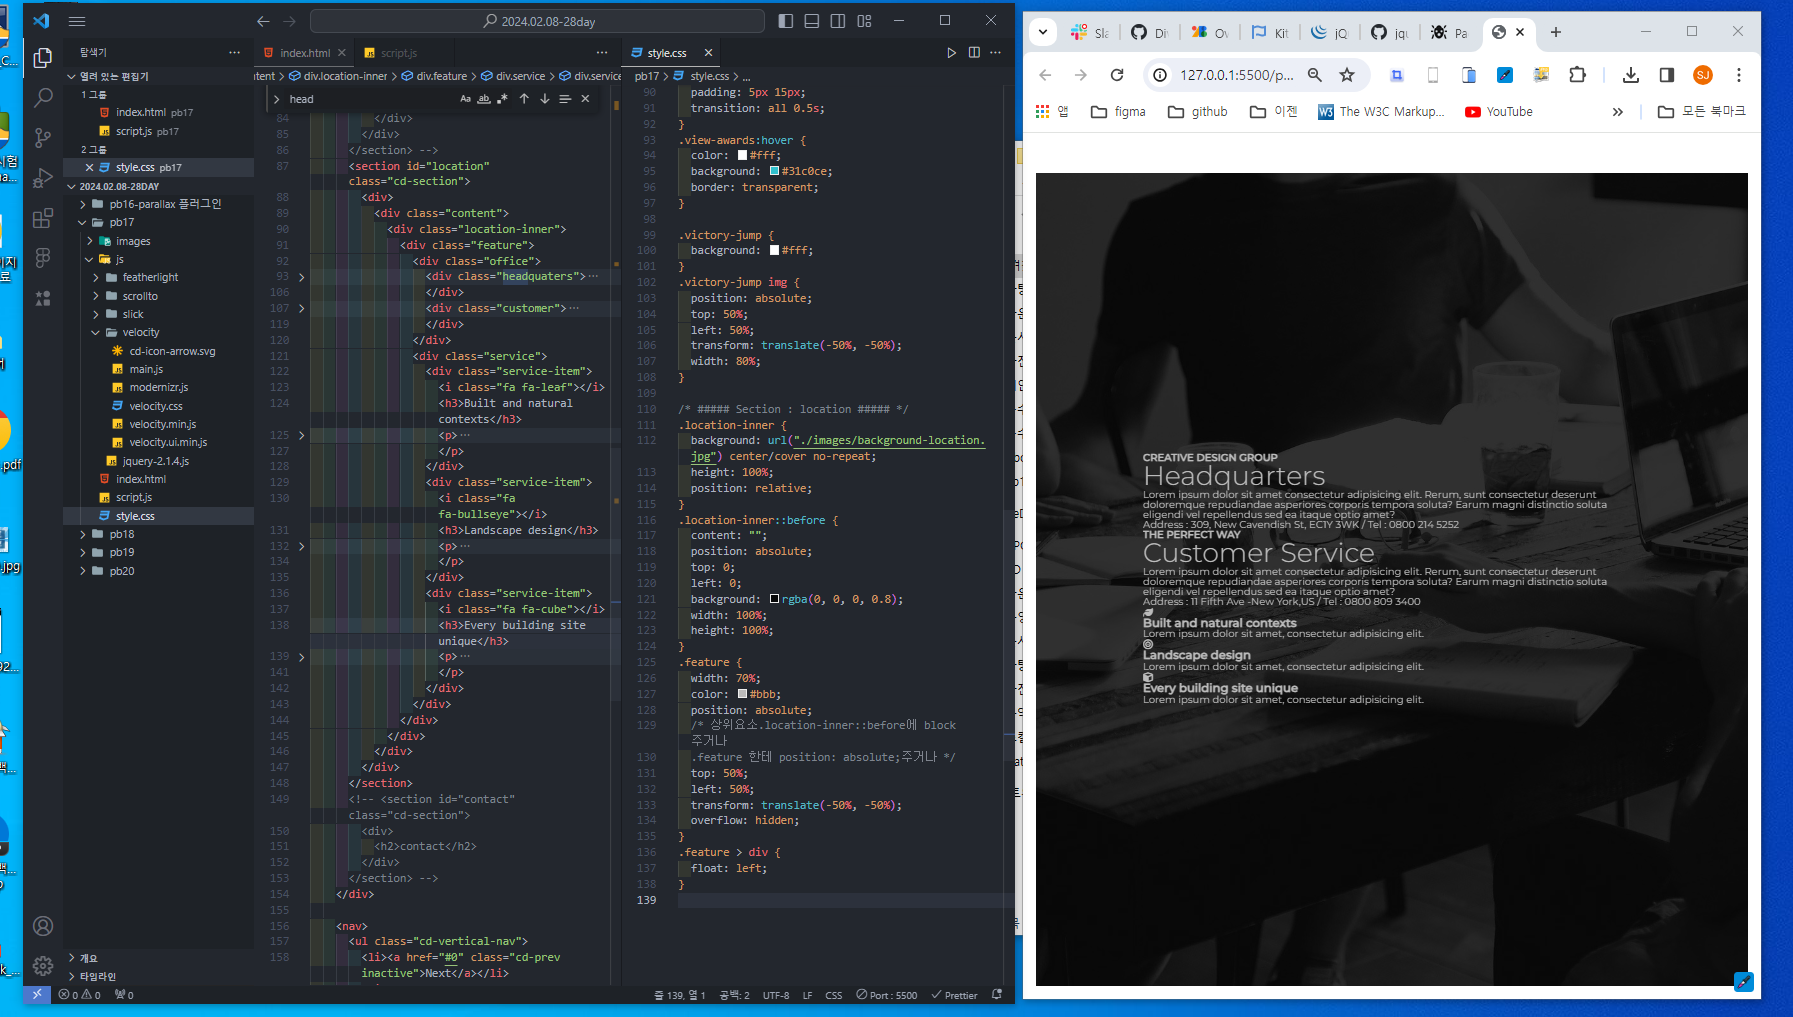 2024.02.08-28day
탐색기
열려 있는 편집기
1 그룹
index.html pb17
script.js pb17
2 그룹
style.css pb17
2024.02.08-28DAY
pb16-parallax 플러그인
pb17
images
js
featherlight
scrollto
slick
velocity
cd-icon-arrow.svg
main.js
modernizr.js
velocity.css
velocity.min.js
velocity.ui.min.js
jquery-2.1.4.js
index.html
script.js
style.css
pb18
pb19
pb20
개요
타임라인
index.html
script.js
ntent > div.location-inner > div.feature > div.service > div.service
head
84 </div>
85 </div>
86 </section> -->
87 <section id="location"
class="cd-section">
88 <div>
89 <div class="content">
90 <div class="location-inner">
91 <div class="feature">
92 <div class="office">
93 <div class="headquaters">…
106 </div>
107 <div class="customer">…
119 </div>
120 </div>
121 <div class="service">
122 <div class="service-item">
123 <i class="fa fa-leaf"></i>
124 <h3>Built and natural
contexts</h3>
125 <p>…
127 </p>
128 </div>
129 <div class="service-item">
130 <i class="fa
fa-bullseye"></i>
131 <h3>Landscape design</h3>
132 <p>…
134 </p>
135 </div>
136 <div class="service-item">
137 <i class="fa fa-cube"></i>
138 <h3>Every building site
unique</h3>
139 <p>…
141 </p>
142 </div>
143 </div>
144 </div>
145 </div>
146 </div>
147 </div>
148 </section>
149 <!-- <section id="contact"
class="cd-section">
150 <div>
151 <h2>contact</h2>
152 </div>
153 </section> -->
154 </div>
155
156 <nav>
157 <ul class="cd-vertical-nav">
158 <li><a href="#0" class="cd-prev
inactive">Next</a></li>
style.css
pb17 > style.css > ...
90 padding: 5px 15px;
91 transition: all 0.5s;
92 }
93 .view-awards:hover {
94 color: #fff;
95 background: #31c0ce;
96 border: transparent;
97 }
98
99 .victory-jump {
100 background: #fff;
101 }
102 .victory-jump img {
103 position: absolute;
104 top: 50%;
105 left: 50%;
106 transform: translate(-50%, -50%);
107 width: 80%;
108 }
109
110 /* ##### Section : location ##### */
111 .location-inner {
112 background: url("./images/background-location.
jpg") center/cover no-repeat;
113 height: 100%;
114 position: relative;
115 }
116 .location-inner::before {
117 content: "";
118 position: absolute;
119 top: 0;
120 left: 0;
121 background: rgba(0, 0, 0, 0.8);
122 width: 100%;
123 height: 100%;
124 }
125 .feature {
126 width: 70%;
127 color: #bbb;
128 position: absolute;
129 /* 상위요소.location-inner::before에 block
주거나
130 .feature 한테 position: absolute;주거나 */
131 top: 50%;
132 left: 50%;
133 transform: translate(-50%, -50%);
134 overflow: hidden;
135 }
136 .feature > div {
137 float: left;
138 }
139
0 0 0
줄 139, 열 1 공백: 2 UTF-8 LF CSS Port : 5500 Prettier
Sla Div Ov Kit jQ jqu Pa
127.0.0.1:5500/p...
SJ
앱 figma github 이젠 The W3C Markup... YouTube » 모든 북마크
CREATIVE DESIGN GROUP
Headquarters
Lorem ipsum dolor sit amet consectetur adipisicing elit. Rerum, sunt consectetur deserunt
doloremque repudiandae asperiores corporis tempora soluta? Earum magni distinctio soluta
eligendi vel repellendus sed ea itaque optio amet?
Address : 309, New Cavendish St, EC1Y 3WK / Tel : 0800 214 5252
THE PERFECT WAY
Customer Service
Lorem ipsum dolor sit amet consectetur adipisicing elit. Rerum, sunt consectetur deserunt
doloremque repudiandae asperiores corporis tempora soluta? Earum magni distinctio soluta
eligendi vel repellendus sed ea itaque optio amet?
Address : 11 Fifth Ave -New York,US / Tel : 0800 809 3400
Built and natural contexts
Lorem ipsum dolor sit amet, consectetur adipisicing elit.
Landscape design
Lorem ipsum dolor sit amet, consectetur adipisicing elit.
Every building site unique
Lorem ipsum dolor sit amet, consectetur adipisicing elit.